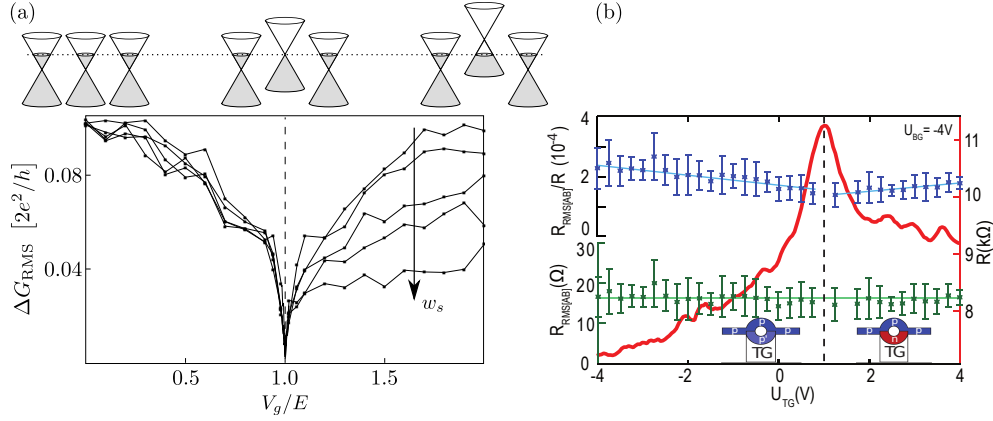 (a)
ΔG_RMS [2e²/h]
0.08
0.04
0.5
1.0
1.5
V_g/E
w_s
(b)
U_BG= -4V
R_RMS[AB]/R (10⁻⁴)
4
2
0
R_RMS[AB](Ω)
30
20
10
0
R(kΩ)
11
10
9
8
p p p p TG
p p p n TG
-4
-2
0
2
4
U_TG(V)